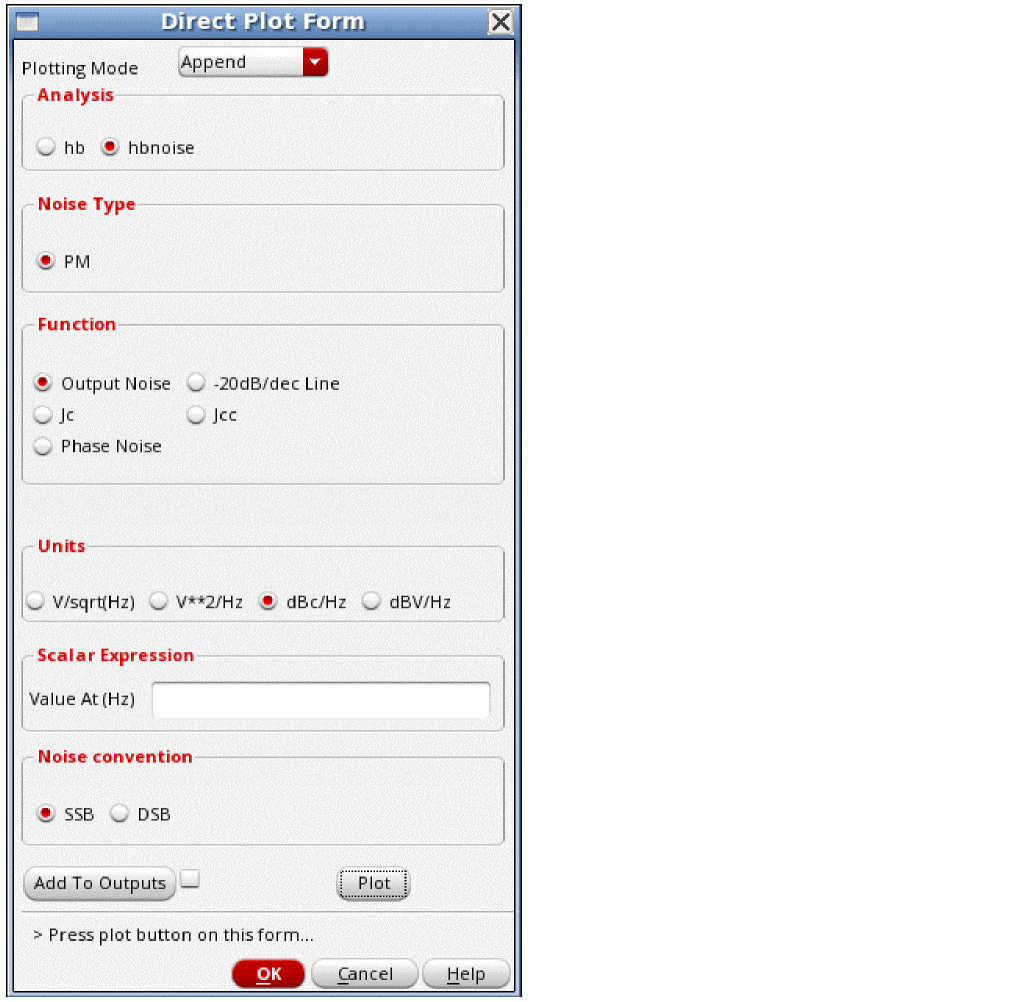 Direct Plot Form
Plotting Mode Append
Analysis
hb hbnoise
Noise Type
PM
Function
Output Noise -20dB/dec Line
Jc Jcc
Phase Noise
Units
V/sqrt(Hz) V**2/Hz dBc/Hz dBV/Hz
Scalar Expression
Value At (Hz)
Noise convention
SSB DSB
Add To Outputs Plot
> Press plot button on this form...
OK Cancel Help